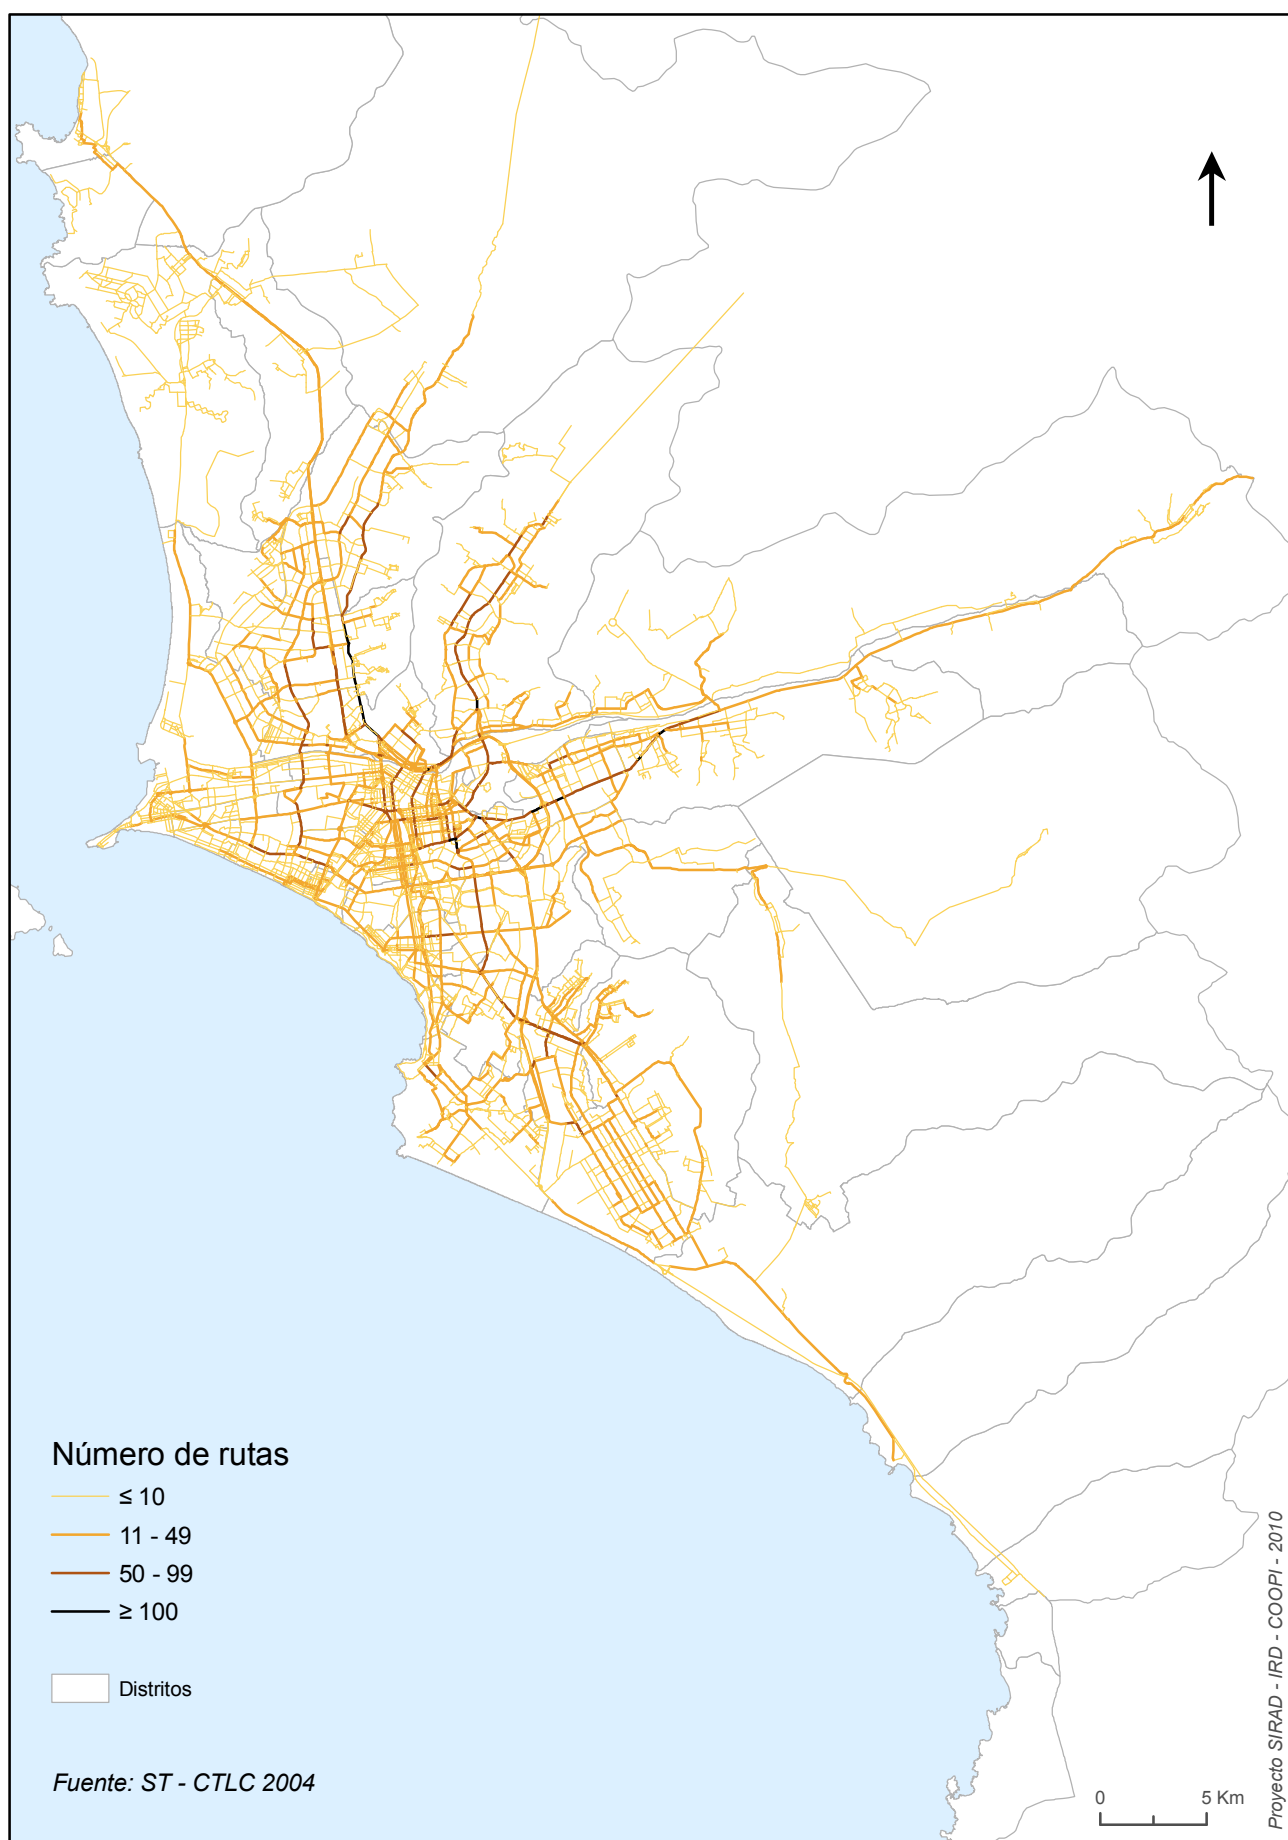 Número de rutas
≤ 10
11 - 49
50 - 99
≥ 100
Distritos
Fuente: ST - CTLC 2004
0 5 Km
Proyecto SIRAD - IRD - COOPI - 2010